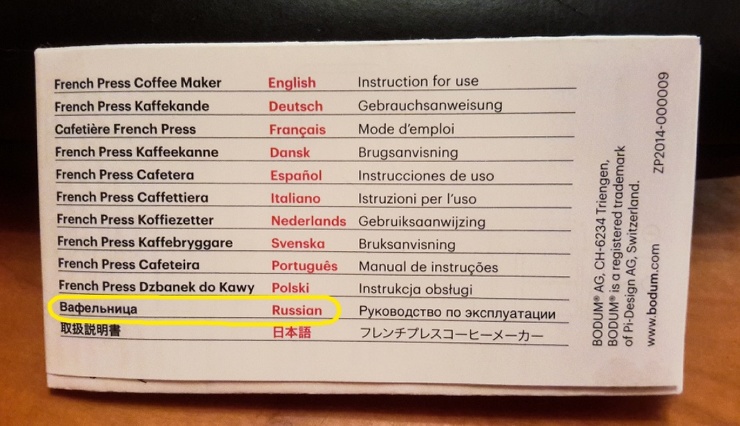 French Press Coffee Maker English Instruction for use
French Press Kaffekande Deutsch Gebrauchsanweisung
Cafetière French Press Français Mode d'emploi
French Press Kaffeekanne Dansk Brugsanvisning
French Press Cafetera Español Instrucciones de uso
French Press Caffettiera Italiano Istruzioni per l'uso
French Press Koffiezetter Nederlands Gebruiksaanwijzing
French Press Kaffebryggare Svenska Bruksanvisning
French Press Cafeteira Português Manual de instruções
French Press Dzbanek do Kawy Polski Instrukcja obsługi
Вафельница Russian Руководство по эксплуатации
取扱説明書 日本語 フレンチプレスコーヒーメーカー
BODUM® AG, CH-6234 Triengen,
BODUM® is a registered trademark
of Pi-Design AG, Switzerland.
www.bodum.com ZP2014-000009